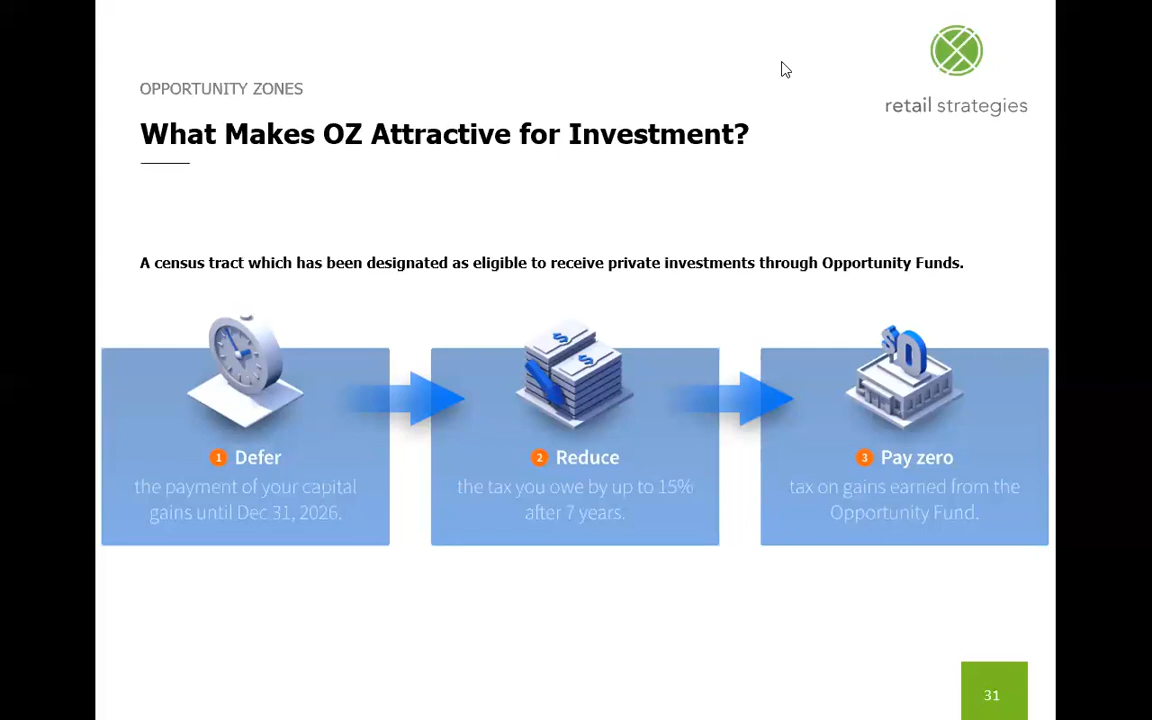 retail strategies
OPPORTUNITY ZONES
What Makes OZ Attractive for Investment?
A census tract which has been designated as eligible to receive private investments through Opportunity Funds.
$
$
$0
1 Defer
the payment of your capital
gains until Dec 31, 2026.
2 Reduce
the tax you owe by up to 15%
after 7 years.
3 Pay zero
tax on gains earned from the
Opportunity Fund.
31